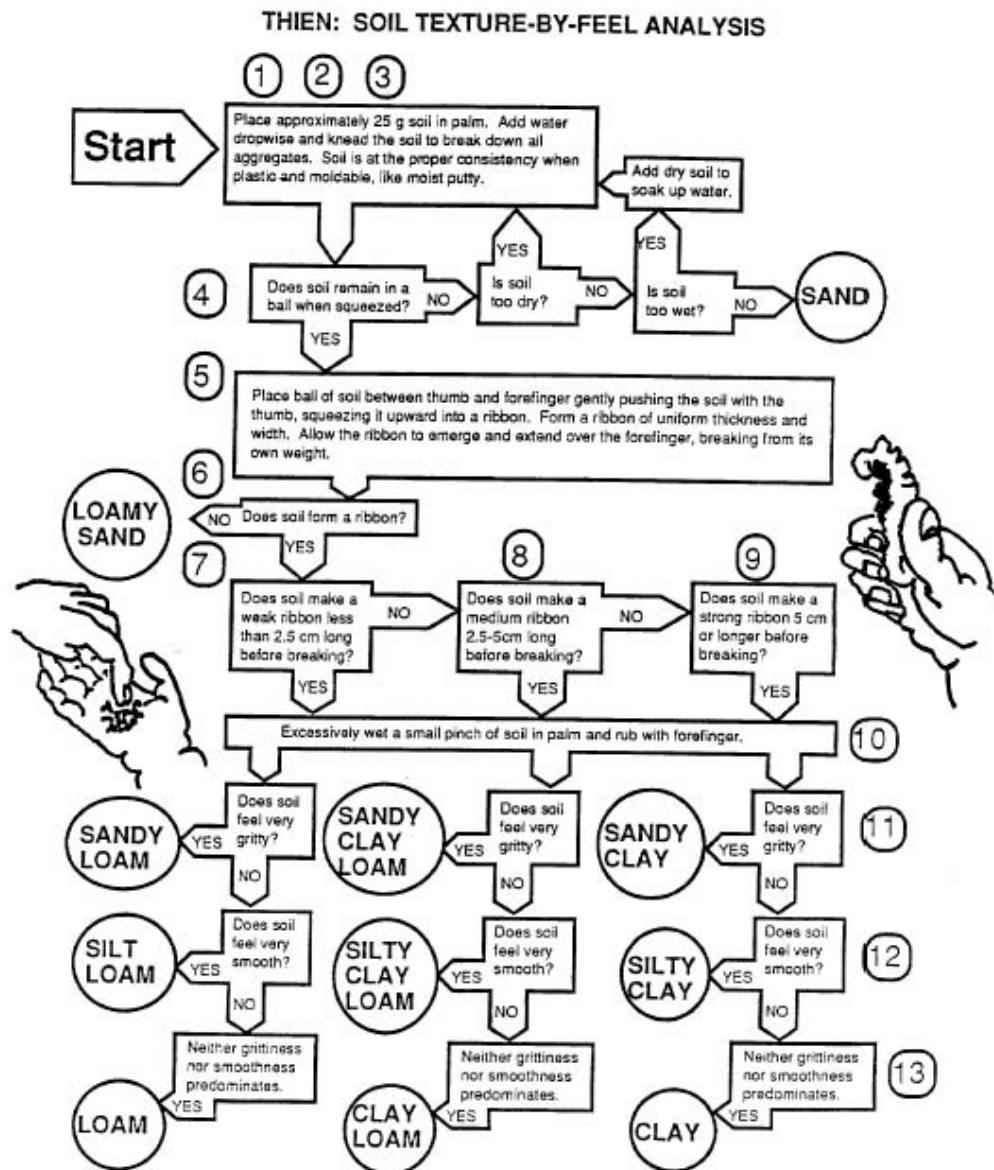 THIEN: SOIL TEXTURE-BY-FEEL ANALYSIS
1 2 3
Start
Place approximately 25 g soil in palm. Add water
dropwise and knead the soil to break down all
aggregates. Soil is at the proper consistency when
plastic and moldable, like moist putty.
Add dry soil to
soak up water.
YES
YES
4
Does soil remain in a
ball when squeezed?
NO
Is soil
too dry?
NO
Is soil
too wet?
NO
SAND
YES
5
Place ball of soil between thumb and forefinger gently pushing the soil with the
thumb, squeezing it upward into a ribbon. Form a ribbon of uniform thickness and
width. Allow the ribbon to emerge and extend over the forefinger, breaking from its
own weight.
6
LOAMY
SAND
NO
Does soil form a ribbon?
YES
7
8
9
Does soil make a
weak ribbon less
than 2.5 cm long
before breaking?
NO
Does soil make a
medium ribbon
2.5-5cm long
before breaking?
NO
Does soil make a
strong ribbon 5 cm
or longer before
breaking?
YES
YES
YES
Excessively wet a small pinch of soil in palm and rub with forefinger.
10
SANDY
LOAM
YES
Does soil
feel very
gritty?
NO
SANDY
CLAY
LOAM
YES
Does soil
feel very
gritty?
NO
SANDY
CLAY
YES
Does soil
feel very
gritty?
NO
11
SILT
LOAM
YES
Does soil
feel very
smooth?
NO
SILTY
CLAY
LOAM
YES
Does soil
feel very
smooth?
NO
SILTY
CLAY
YES
Does soil
feel very
smooth?
NO
12
LOAM
YES
Neither grittiness
nor smoothness
predominates.
CLAY
LOAM
YES
Neither grittiness
nor smoothness
predominates.
CLAY
YES
Neither grittiness
nor smoothness
predominates.
13